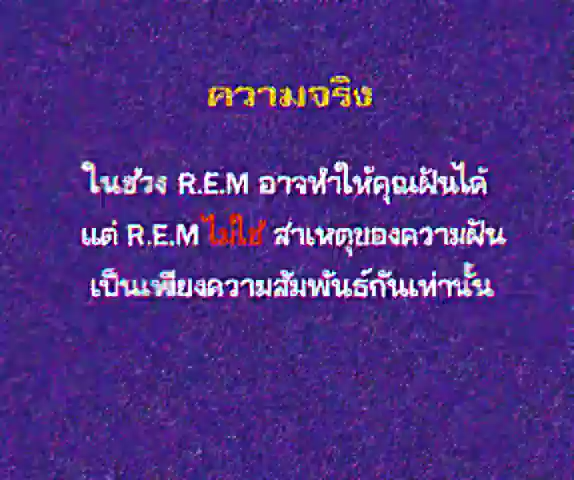 ความจริง
ในช่วง R.E.M อาจทำให้คุณฝันได้
แต่ R.E.M ไม่ใช่ สาเหตุของความฝัน
เป็นเพียงความสัมพันธ์กันเท่านั้น